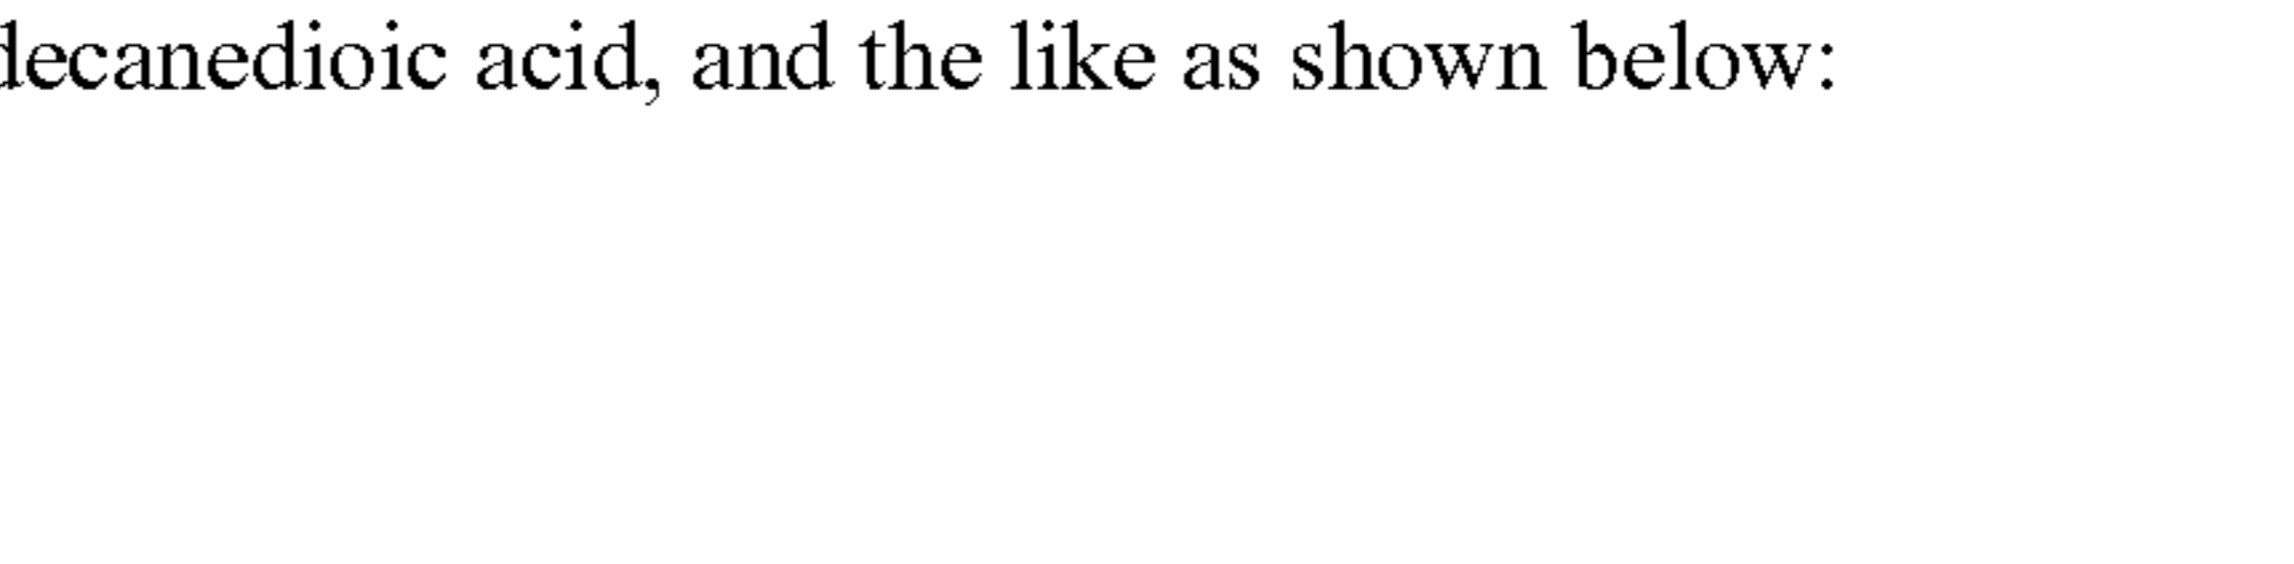 decanedioic acid, and the like as shown below: